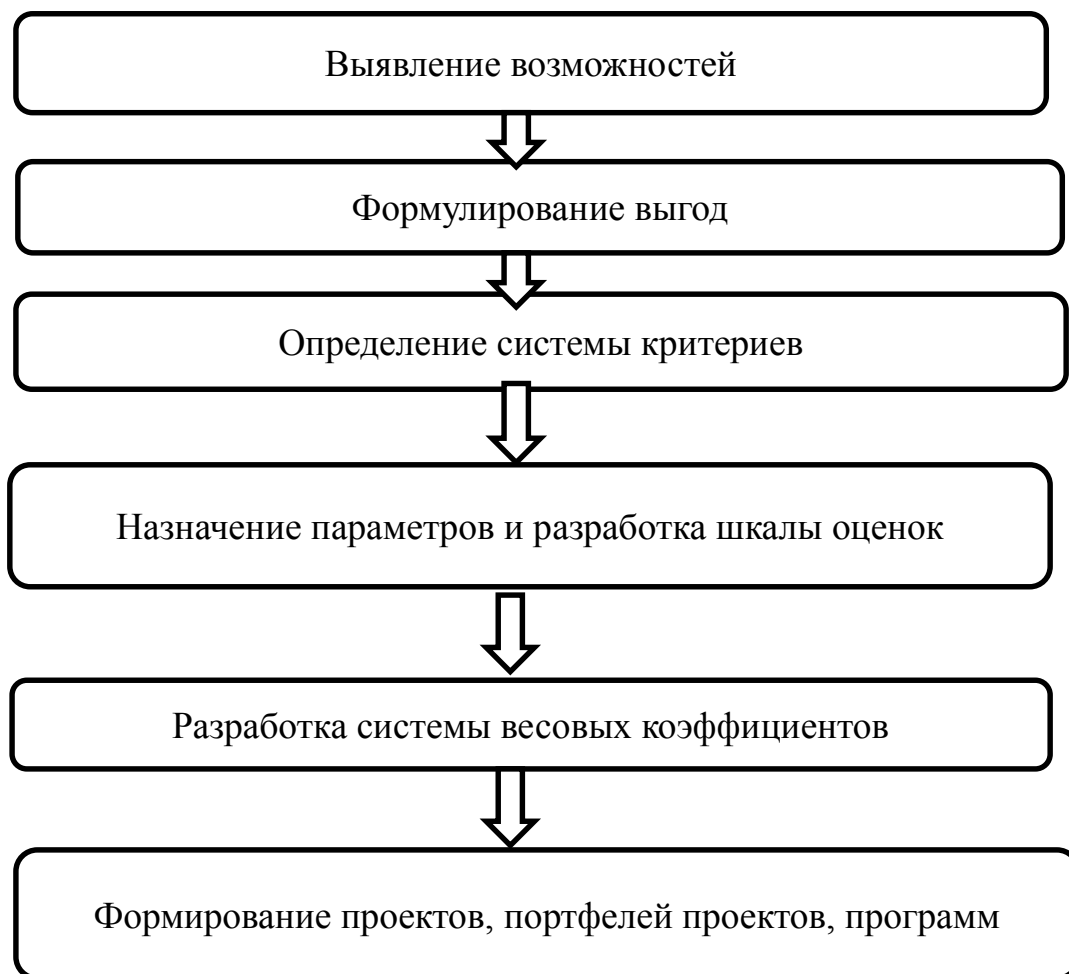 Выявление возможностей
Формулирование выгод
Определение системы критериев
Назначение параметров и разработка шкалы оценок
Разработка системы весовых коэффициентов
Формирование проектов, портфелей проектов, программ